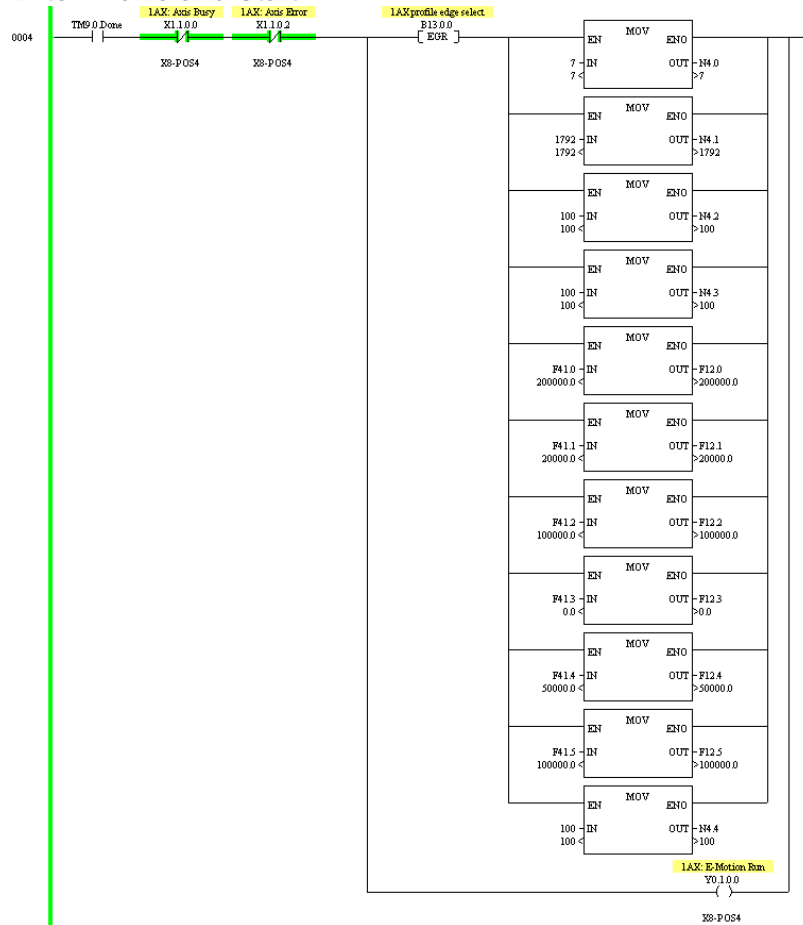 1AX: Axis Busy 1AX: Axis Error 1AX profile edge select
TM9.0.Done X1.1.0.0 X1.1.0.2 B13.0.0
0004 EGR
X8-POS4 X8-POS4
MOV
EN ENO
7 IN OUT N4.0
7 < >7
MOV
EN ENO
1792 IN OUT N4.1
1792 < >1792
MOV
EN ENO
100 IN OUT N4.2
100 < >100
MOV
EN ENO
100 IN OUT N4.3
100 < >100
MOV
EN ENO
F41.0 IN OUT F12.0
200000.0 < >200000.0
MOV
EN ENO
F41.1 IN OUT F12.1
20000.0 < >20000.0
MOV
EN ENO
F41.2 IN OUT F12.2
100000.0 < >100000.0
MOV
EN ENO
F41.3 IN OUT F12.3
0.0 < >0.0
MOV
EN ENO
F41.4 IN OUT F12.4
50000.0 < >50000.0
MOV
EN ENO
F41.5 IN OUT F12.5
100000.0 < >100000.0
MOV
EN ENO
100 IN OUT N4.4
100 < >100
1AX: E-Motion Run
Y0.1.0.0
X8-POS4